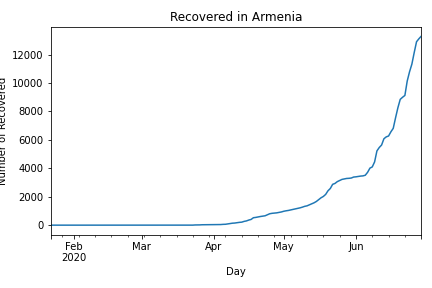 Recovered in Armenia
Number of Recovered
12000
10000
8000
6000
4000
2000
0
Feb
2020
Mar
Apr
May
Jun
Day